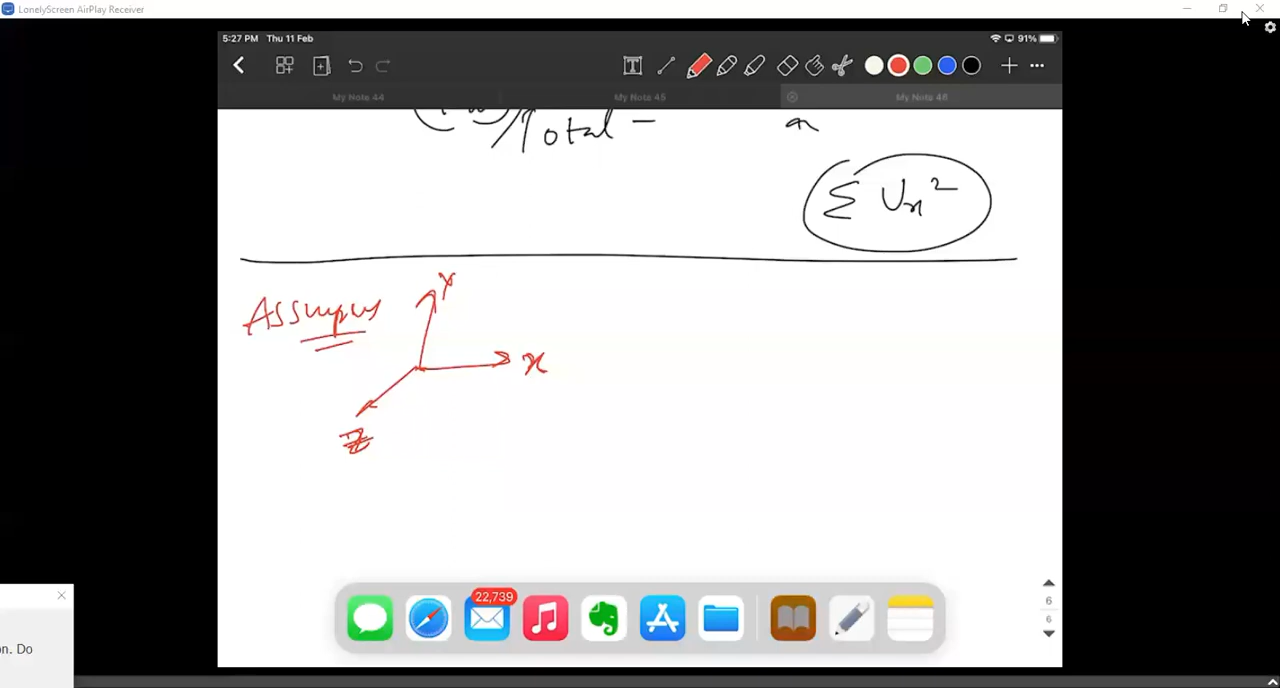 LonelyScreen AirPlay Receiver
5:27 PM Thu 11 Feb
91%
T
My Note 44
My Note 45
My Note 46
Total -
n
Σ Ux²
Y
x
Z
22,739
6
6
on. Do